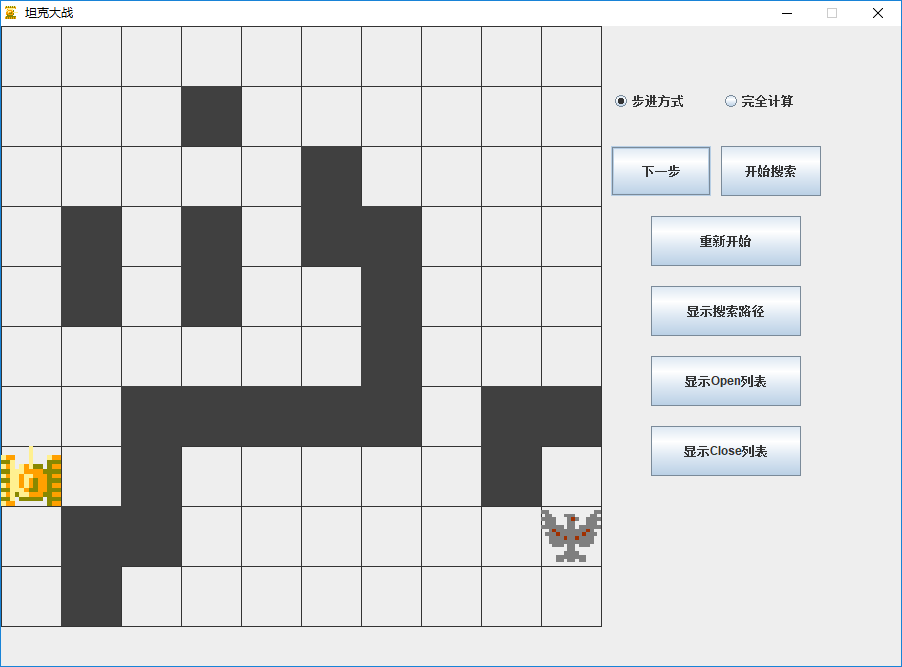 坦克大战
步进方式 完全计算
下一步 开始搜索
重新开始
显示搜索路径
显示Open列表
显示Close列表